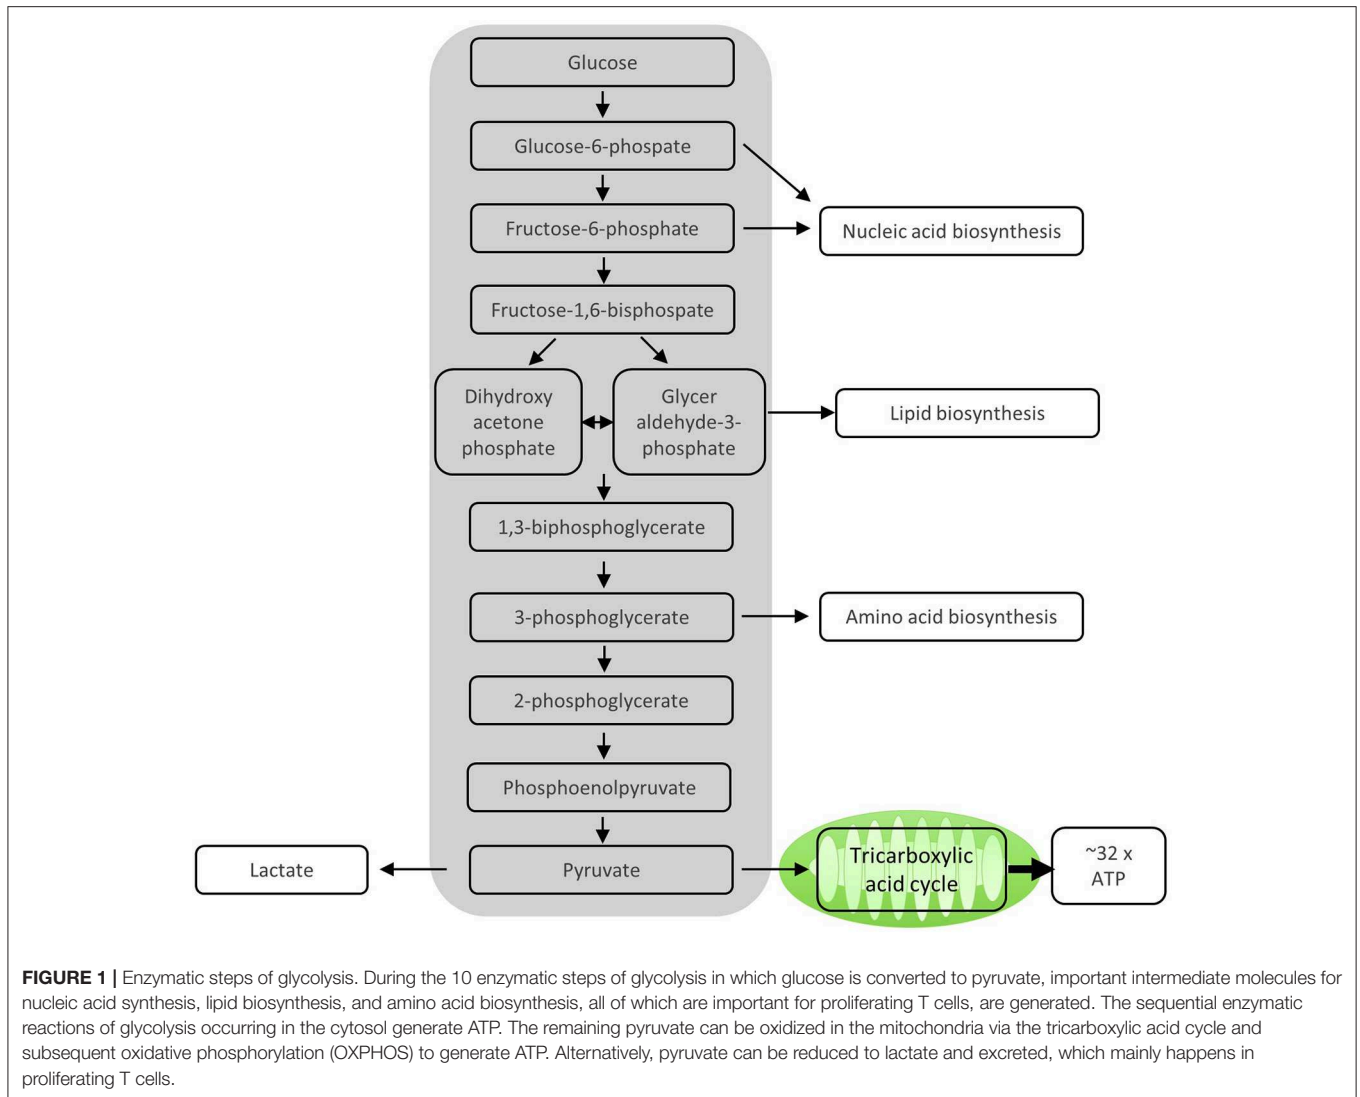 Glucose
Glucose-6-phospate
Fructose-6-phosphate
Nucleic acid biosynthesis
Fructose-1,6-bisphospate
Dihydroxy
acetone
phosphate
Glycer
aldehyde-3-
phosphate
Lipid biosynthesis
1,3-biphosphoglycerate
3-phosphoglycerate
Amino acid biosynthesis
2-phosphoglycerate
Phosphoenolpyruvate
Lactate
Pyruvate
Tricarboxylic
acid cycle
~32 x
ATP
FIGURE 1 | Enzymatic steps of glycolysis. During the 10 enzymatic steps of glycolysis in which glucose is converted to pyruvate, important intermediate molecules for
nucleic acid synthesis, lipid biosynthesis, and amino acid biosynthesis, all of which are important for proliferating T cells, are generated. The sequential enzymatic
reactions of glycolysis occurring in the cytosol generate ATP. The remaining pyruvate can be oxidized in the mitochondria via the tricarboxylic acid cycle and
subsequent oxidative phosphorylation (OXPHOS) to generate ATP. Alternatively, pyruvate can be reduced to lactate and excreted, which mainly happens in
proliferating T cells.